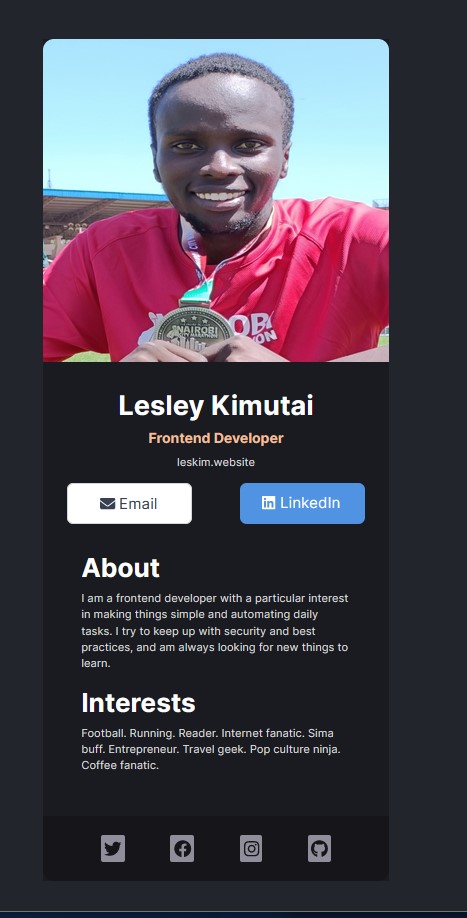 NAIROBI
CITY MARATHON
Lesley Kimutai
Frontend Developer
leskim.website
Email
LinkedIn
About
I am a frontend developer with a particular interest
in making things simple and automating daily
tasks. I try to keep up with security and best
practices, and am always looking for new things to
learn.
Interests
Football. Running. Reader. Internet fanatic. Sima
buff. Entrepreneur. Travel geek. Pop culture ninja.
Coffee fanatic.